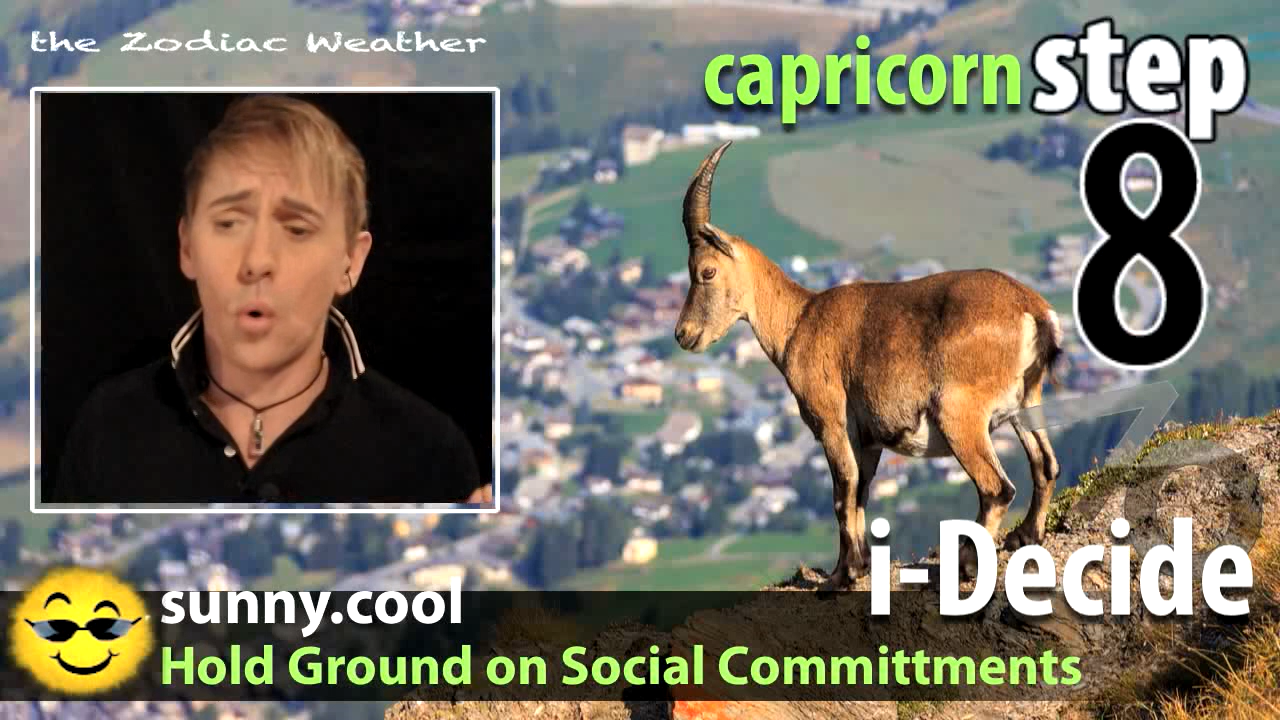 the Zodiac Weather
capricorn step
8
i-Decide
sunny.cool
Hold Ground on Social Committments